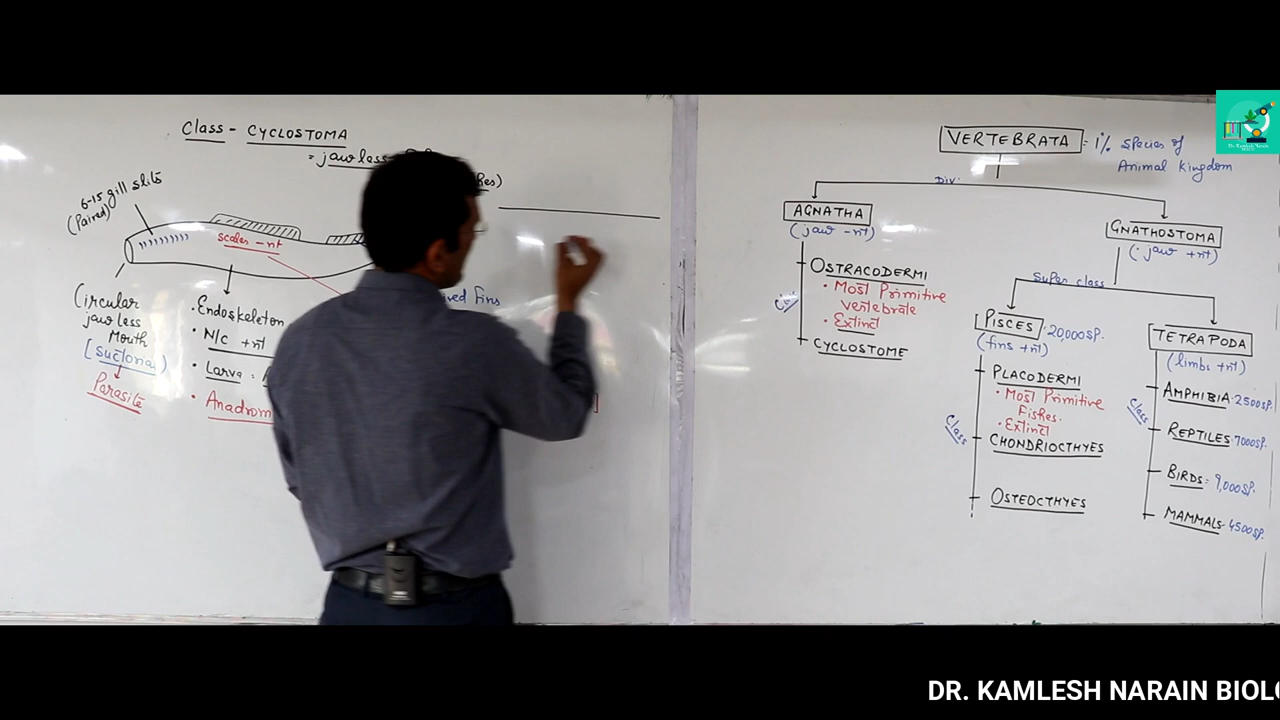 Class - CYCLOSTOMA
= jaw less
6-15 gill slits
(Paired)
scales - nt
Circular
jaw less
Mouth
[Suctorial]
Parasite
• Endoskeleton
• N/C +nt
• Larva =
• Anadrom
Fins
VERTEBRATA = 1% species of
Animal Kingdom
Div.
AGNATHA
(jaw -nt)
GNATHOSTOMA
(• jaw +nt)
OSTRACODERMI
• Most Primitive
vertebrate
• Extinct
CYCLOSTOME
Super class
PISCES • 20,000 SP.
(fins +nt)
PLACODERMI
• Most Primitive
Fishes.
• Extinct
Class
CHONDRIOCTHYES
OSTEOCTHYES
TETRAPODA
(limbs +nt)
Class
AMPHIBIA • 2500 SP.
REPTILES • 7000 SP.
BIRDS = 9,000 SP.
MAMMALS • 4500 SP.
DR. KAMLESH NARAIN BIOLO